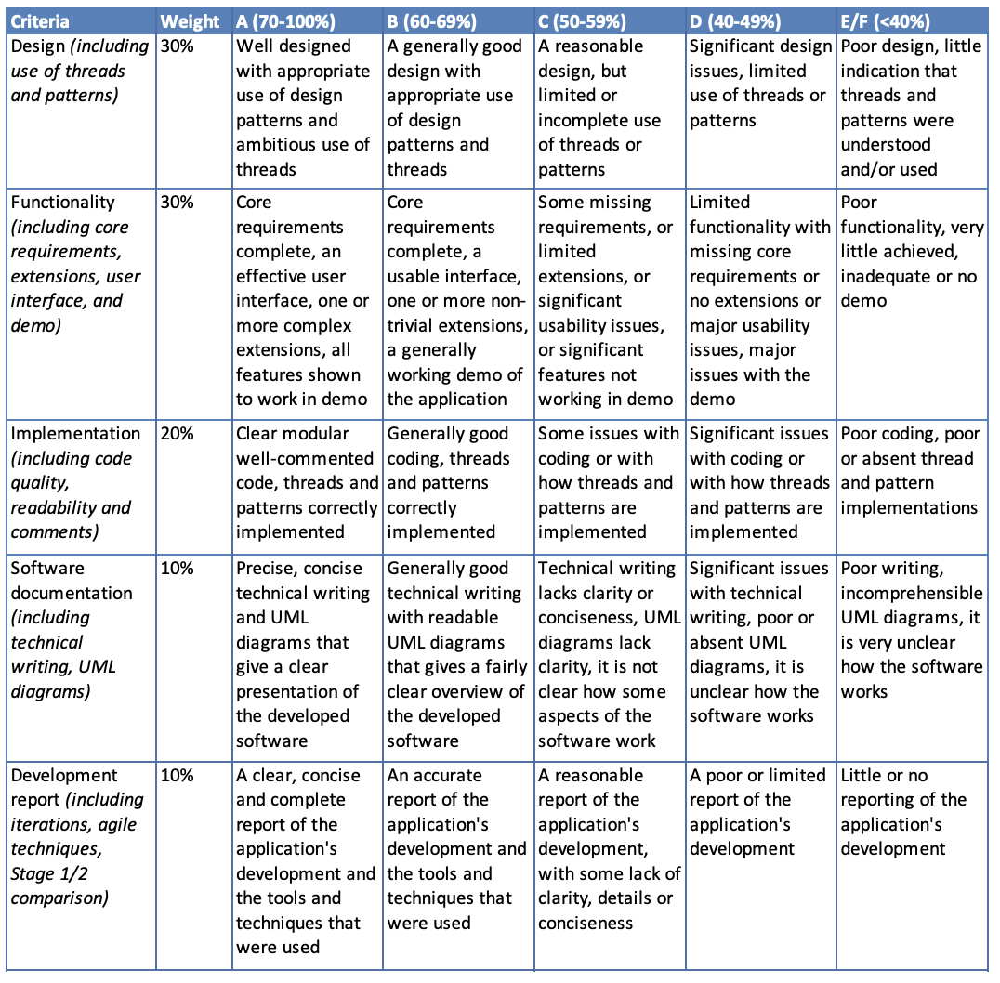 Criteria Weight A (70-100%) B (60-69%) C (50-59%) D (40-49%) E/F (<40%)
Design (including
use of threads
and patterns)
30%
Well designed
with appropriate
use of design
patterns and
ambitious use of
threads
A generally good
design with
appropriate use
of design
patterns and
threads
A reasonable
design, but
limited or
incomplete use
of threads or
patterns
Significant design
issues, limited
use of threads or
patterns
Poor design, little
indication that
threads and
patterns were
understood
and/or used
Functionality
(including core
requirements,
extensions, user
interface, and
demo)
30%
Core
requirements
complete, an
effective user
interface, one or
more complex
extensions, all
features shown
to work in demo
Core
requirements
complete, a
usable interface,
one or more non-
trivial extensions,
a generally
working demo of
the application
Some missing
requirements, or
limited
extensions, or
significant
usability issues,
or significant
features not
working in demo
Limited
functionality with
missing core
requirements or
no extensions or
major usability
issues, major
issues with the
demo
Poor
functionality, very
little achieved,
inadequate or no
demo
Implementation
(including code
quality,
readability and
comments)
20%
Clear modular
well-commented
code, threads and
patterns correctly
implemented
Generally good
coding, threads
and patterns
correctly
implemented
Some issues with
coding or with
how threads and
patterns are
implemented
Significant issues
with coding or
with how threads
and patterns are
implemented
Poor coding, poor
or absent thread
and pattern
implementations
Software
documentation
(including
technical
writing, UML
diagrams)
10%
Precise, concise
technical writing
and UML
diagrams that
give a clear
presentation of
the developed
software
Generally good
technical writing
with readable
UML diagrams
that gives a fairly
clear overview of
the developed
software
Technical writing
lacks clarity or
conciseness, UML
diagrams lack
clarity, it is not
clear how some
aspects of the
software work
Significant issues
with technical
writing, poor or
absent UML
diagrams, it is
unclear how the
software works
Poor writing,
incomprehensible
UML diagrams, it
is very unclear
how the software
works
Development
report (including
iterations, agile
techniques,
Stage 1/2
comparison)
10%
A clear, concise
and complete
report of the
application's
development and
the tools and
techniques that
were used
An accurate
report of the
application's
development and
the tools and
techniques that
were used
A reasonable
report of the
application's
development,
with some lack of
clarity, details or
conciseness
A poor or limited
report of the
application's
development
Little or no
reporting of the
application's
development